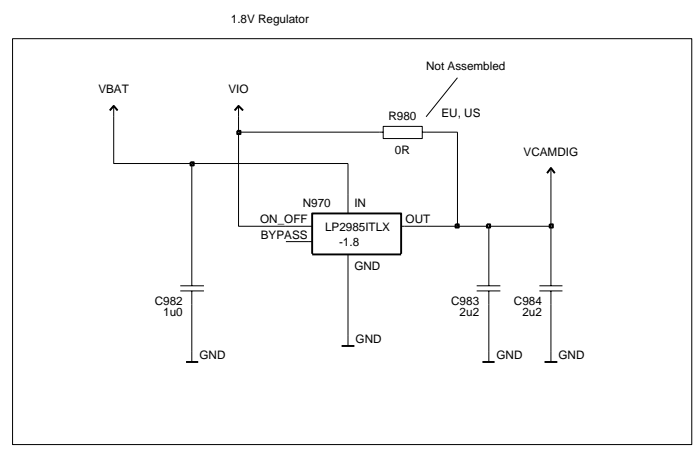 1.8V Regulator
Not Assembled
VBAT
VIO
R980
EU, US
0R
VCAMDIG
N970
IN
ON_OFF
LP2985ITLX
OUT
BYPASS
-1.8
GND
C982
1u0
C983
2u2
C984
2u2
GND
GND
GND
GND